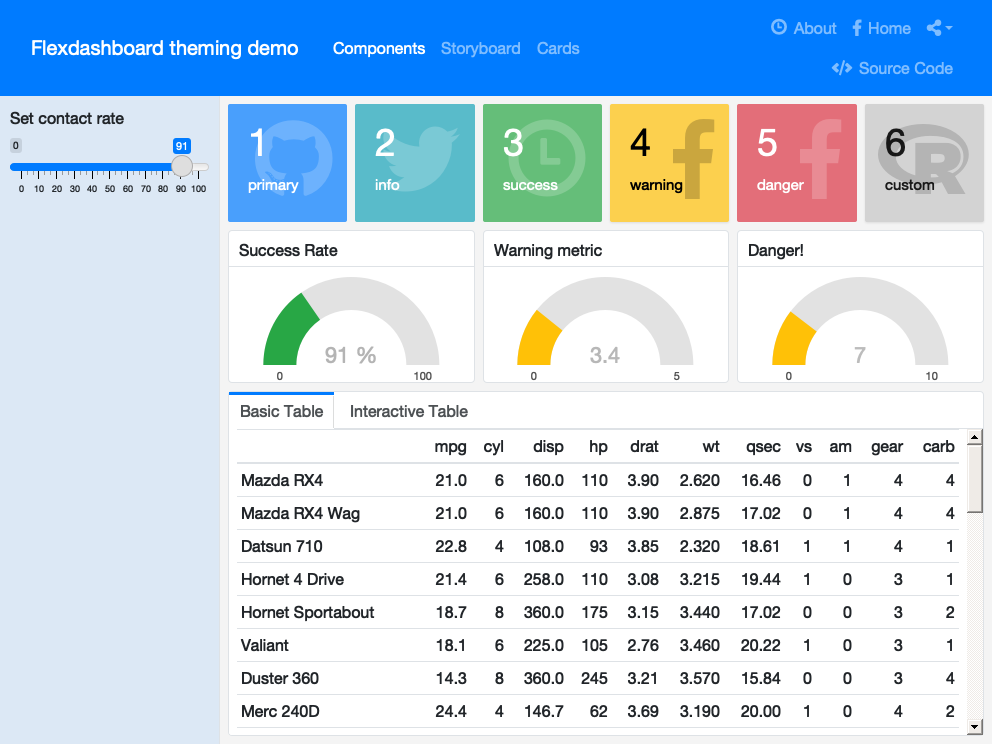 Flexdashboard theming demo Components Storyboard Cards
About Home
Source Code
Set contact rate
0 91
0 10 20 30 40 50 60 70 80 90 100
1 2 3 4 5 6
primary info success warning danger custom
Success Rate Warning metric Danger!
91 % 3.4 7
0 100 0 5 0 10
Basic Table Interactive Table
mpg cyl disp hp drat wt qsec vs am gear carb
Mazda RX4 21.0 6 160.0 110 3.90 2.620 16.46 0 1 4 4
Mazda RX4 Wag 21.0 6 160.0 110 3.90 2.875 17.02 0 1 4 4
Datsun 710 22.8 4 108.0 93 3.85 2.320 18.61 1 1 4 1
Hornet 4 Drive 21.4 6 258.0 110 3.08 3.215 19.44 1 0 3 1
Hornet Sportabout 18.7 8 360.0 175 3.15 3.440 17.02 0 0 3 2
Valiant 18.1 6 225.0 105 2.76 3.460 20.22 1 0 3 1
Duster 360 14.3 8 360.0 245 3.21 3.570 15.84 0 0 3 4
Merc 240D 24.4 4 146.7 62 3.69 3.190 20.00 1 0 4 2